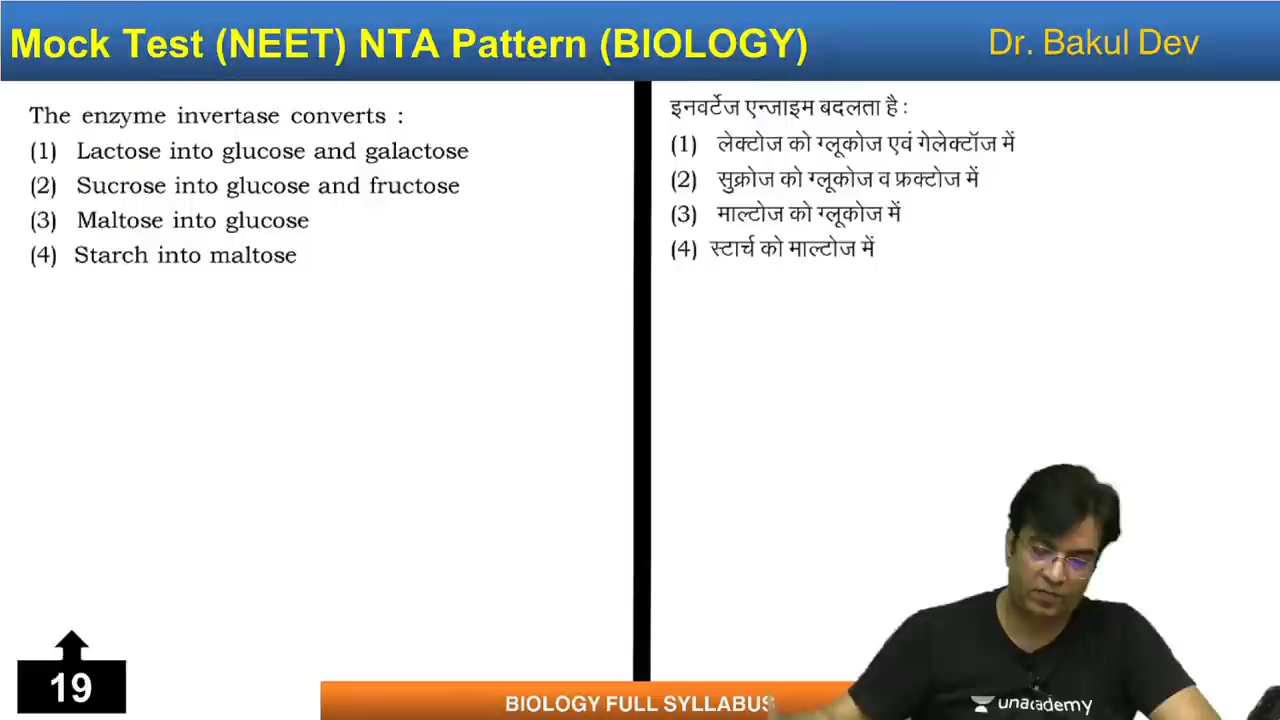 Mock Test (NEET) NTA Pattern (BIOLOGY)
Dr. Bakul Dev
The enzyme invertase converts :
(1) Lactose into glucose and galactose
(2) Sucrose into glucose and fructose
(3) Maltose into glucose
(4) Starch into maltose
इनवर्टेज एन्जाइम बदलता है :
(1) लेक्टोज को ग्लूकोज एवं गेलेक्टॉज में
(2) सुक्रोज को ग्लूकोज व फ्रक्टोज में
(3) माल्टोज को ग्लूकोज में
(4) स्टार्च को माल्टोज में
19
BIOLOGY FULL SYLLABUS
unacademy